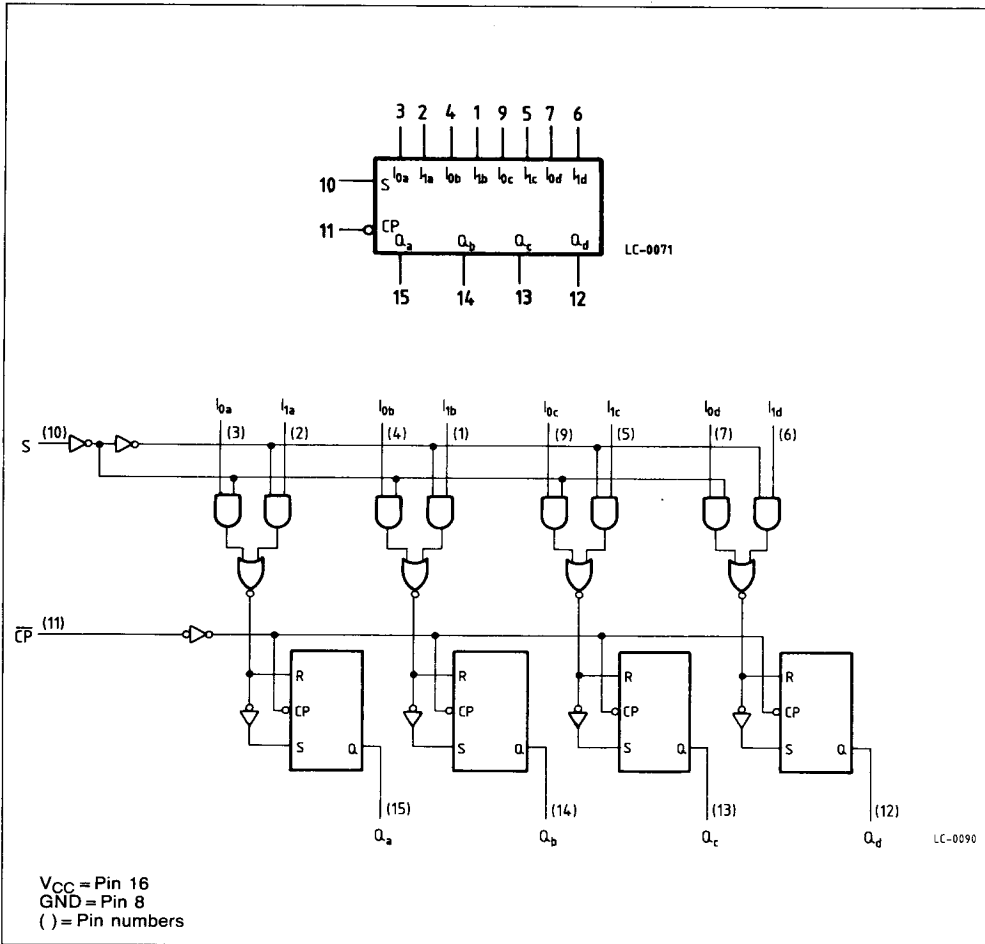 3 2 4 1 9 5 7 6
I0a I1a I0b I1b I0c I1c I0d I1d
10 S
11 CP
Qa Qb Qc Qd
LC-0071
15 14 13 12
I0a I1a I0b I1b I0c I1c I0d I1d
S (10) (3) (2) (4) (1) (9) (5) (7) (6)
CP (11)
R R R R
CP CP CP CP
S Q S Q S Q S Q
(15) (14) (13) (12)
Qa Qb Qc Qd
LC-0090
VCC = Pin 16
GND = Pin 8
( ) = Pin numbers